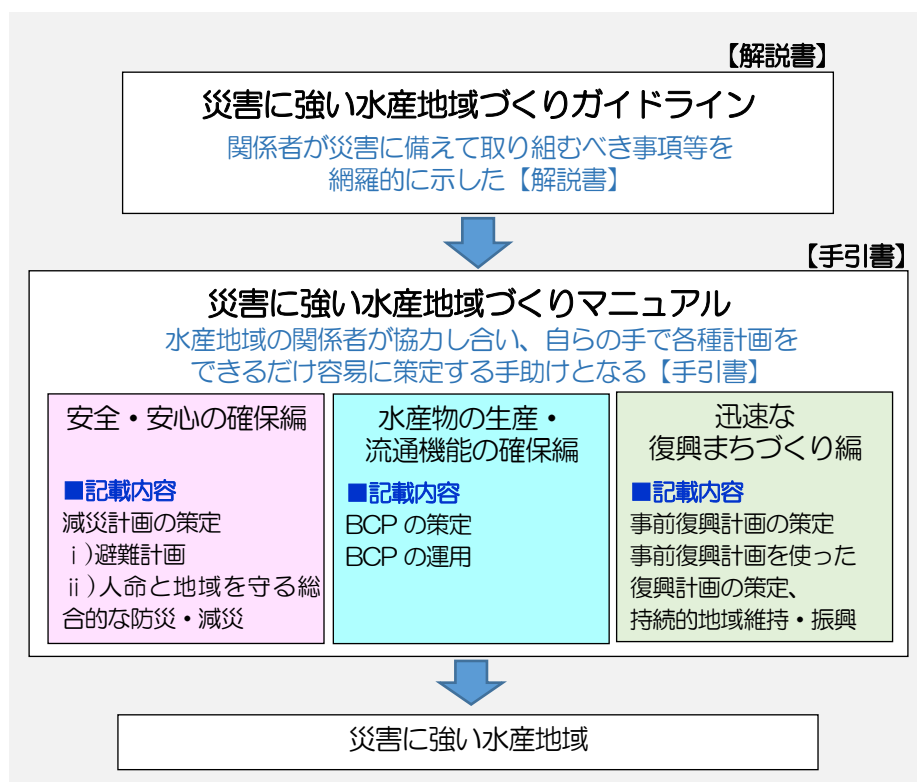 【解説書】
災害に強い水産地域づくりガイドライン
関係者が災害に備えて取り組むべき事項等を
網羅的に示した【解説書】
【手引書】
災害に強い水産地域づくりマニュアル
水産地域の関係者が協力し合い、自らの手で各種計画を
できるだけ容易に策定する手助けとなる【手引書】
安全・安心の確保編
■記載内容
減災計画の策定
ⅰ)避難計画
ⅱ)人命と地域を守る総
合的な防災・減災
水産物の生産・
流通機能の確保編
■記載内容
BCP の策定
BCP の運用
迅速な
復興まちづくり編
■記載内容
事前復興計画の策定
事前復興計画を使った
復興計画の策定、
持続的地域維持・振興
災害に強い水産地域